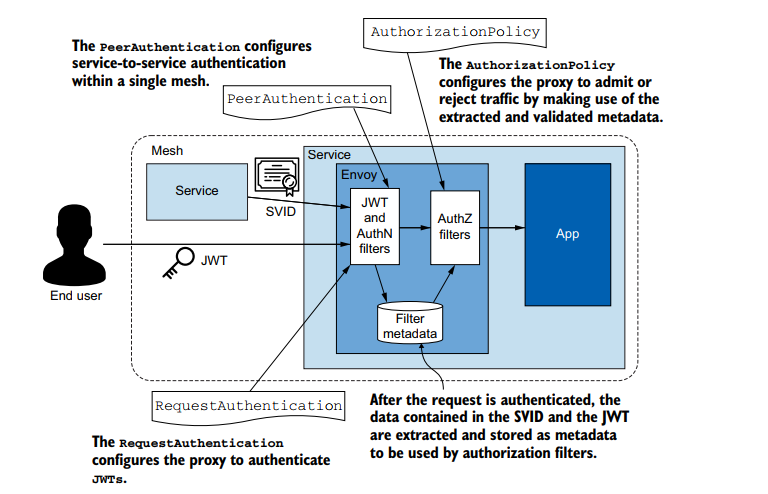 AuthorizationPolicy
The PeerAuthentication configures
service-to-service authentication
within a single mesh.
The AuthorizationPolicy
configures the proxy to admit or
reject traffic by making use of the
extracted and validated metadata.
PeerAuthentication
Mesh
Service
Service
Envoy
SVID
JWT
and
AuthN
filters
AuthZ
filters
App
JWT
End user
Filter
metadata
RequestAuthentication
After the request is authenticated, the
data contained in the SVID and the JWT
are extracted and stored as metadata
to be used by authorization filters.
The RequestAuthentication
configures the proxy to authenticate
JWTs.